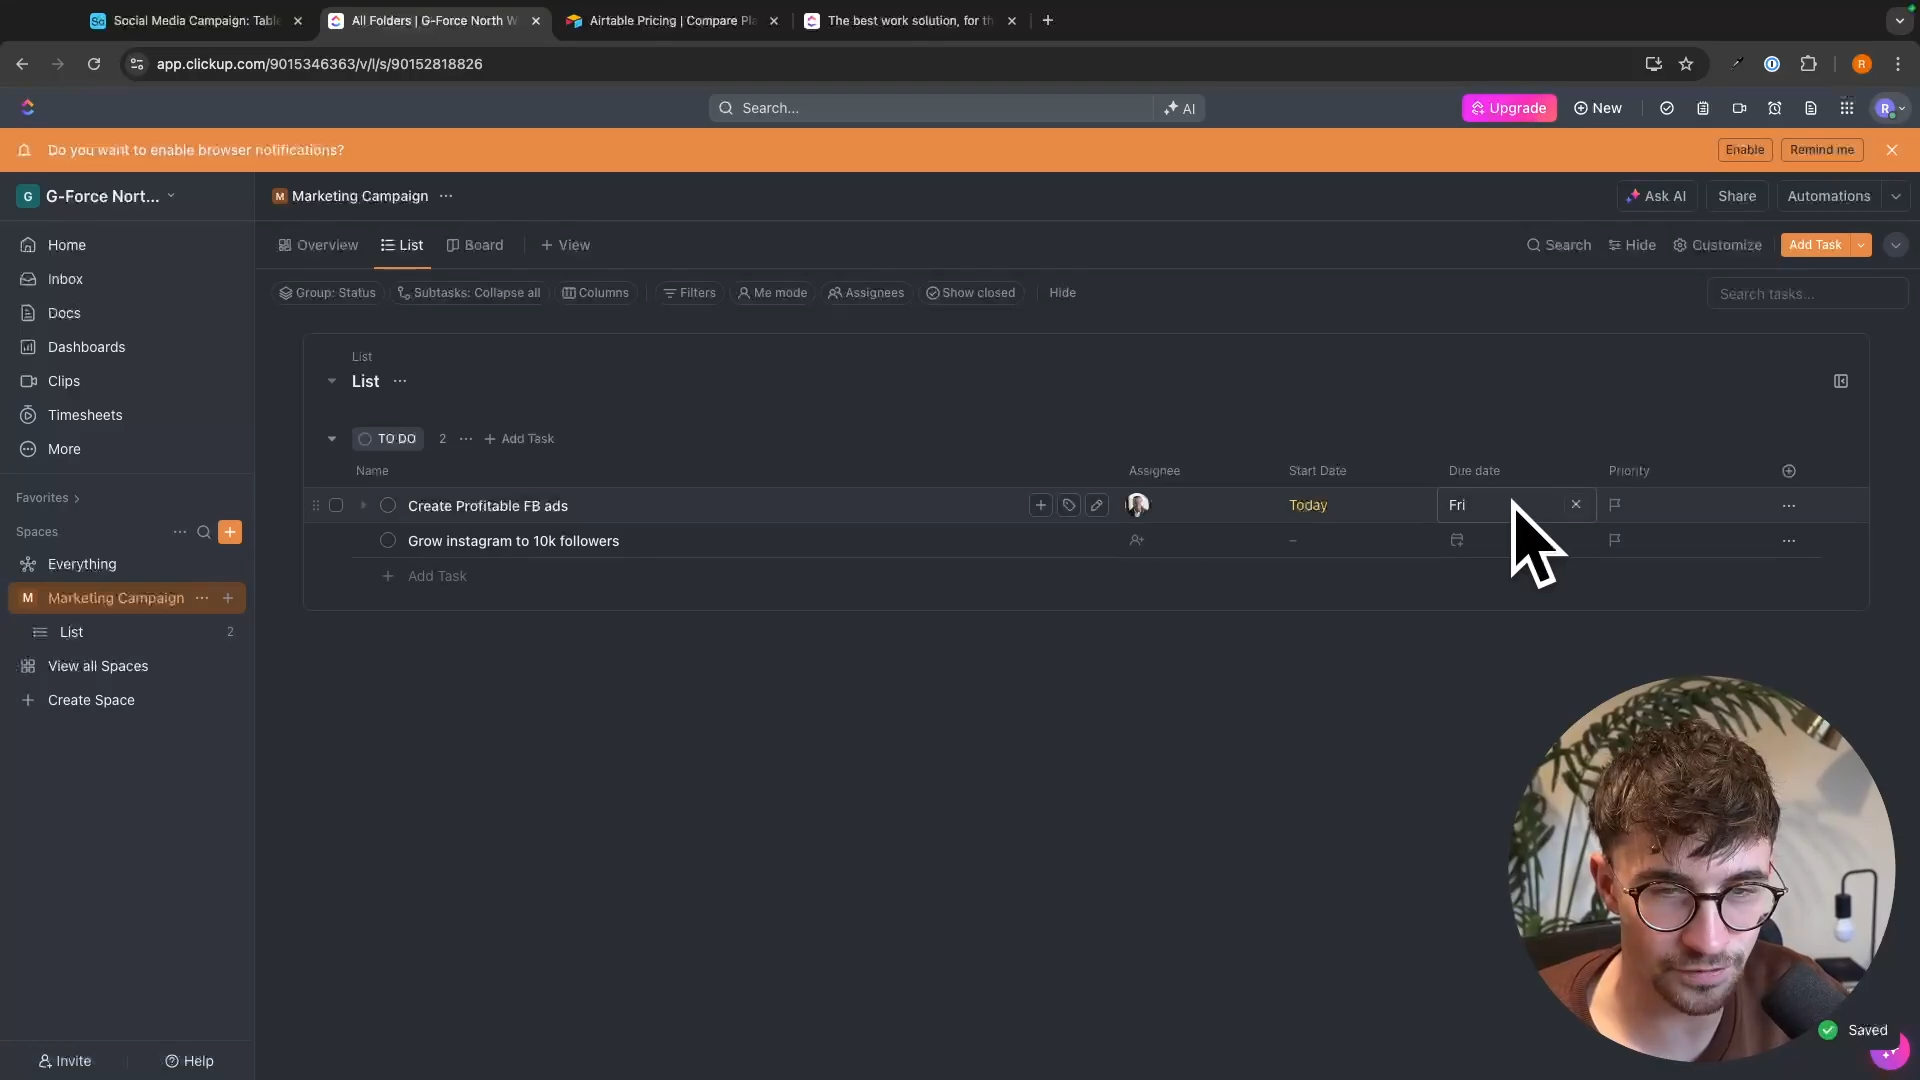 Social Media Campaign: Table
All Folders | G-Force North W
Airtable Pricing | Compare Pla
The best work solution, for th
app.clickup.com/9015346363/v/l/s/90152818826
R
Search...
AI
Upgrade
New
R
Do you want to enable browser notifications?
Enable
Remind me
G
G-Force Nort...
M
Marketing Campaign
Ask AI
Share
Automations
Home
Inbox
Docs
Dashboards
Clips
Timesheets
More
Favorites
Spaces
Everything
M
Marketing Campaign
List
2
View all Spaces
Create Space
Invite
Help
Overview
List
Board
View
Search
Hide
Customize
Add Task
Group: Status
Subtasks: Collapse all
Columns
Filters
Me mode
Assignees
Show closed
Hide
Search tasks...
List
List
TO DO
2
Add Task
Name
Assignee
Start Date
Due date
Priority
Create Profitable FB ads
Today
Fri
Grow instagram to 10k followers
–
Add Task
Saved